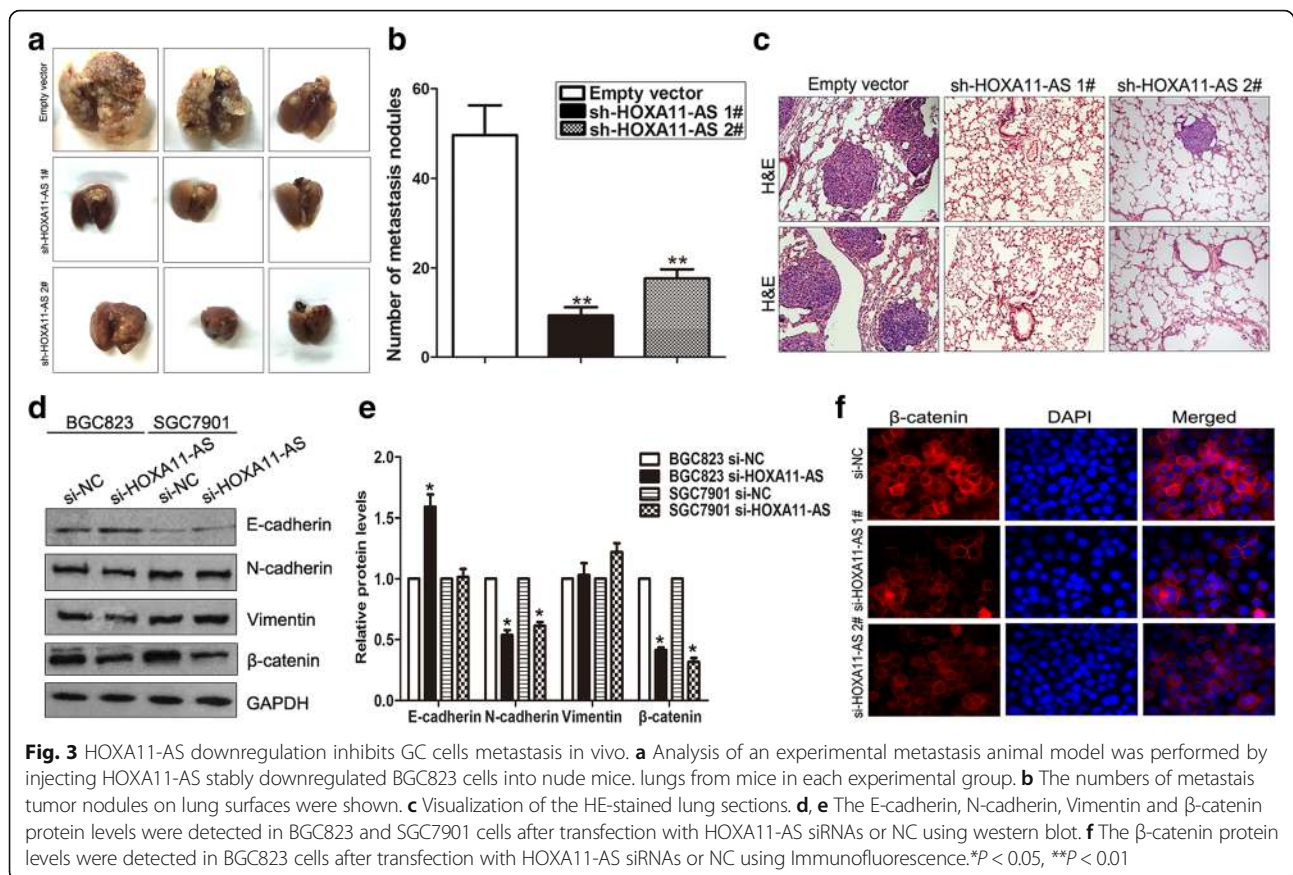 a
Empty vector
sh-HOXA11-AS 1#
sh-HOXA11-AS 2#
b
Number of metastasis nodules
60
40
20
0
Empty vector
sh-HOXA11-AS 1#
sh-HOXA11-AS 2#
**
**
c
Empty vector
sh-HOXA11-AS 1#
sh-HOXA11-AS 2#
H&E
H&E
d
BGC823 SGC7901
si-NC
si-HOXA11-AS
si-NC
si-HOXA11-AS
E-cadherin
N-cadherin
Vimentin
β-catenin
GAPDH
e
Relative protein levels
2.0
1.5
1.0
0.5
0.0
BGC823 si-NC
BGC823 si-HOXA11-AS
SGC7901 si-NC
SGC7901 si-HOXA11-AS
*
*
*
*
*
E-cadherin N-cadherin Vimentin β-catenin
f
β-catenin DAPI Merged
si-NC
si-HOXA11-AS 1#
si-HOXA11-AS 2#
Fig. 3 HOXA11-AS downregulation inhibits GC cells metastasis in vivo. a Analysis of an experimental metastasis animal model was performed by
injecting HOXA11-AS stably downregulated BGC823 cells into nude mice. lungs from mice in each experimental group. b The numbers of metastais
tumor nodules on lung surfaces were shown. c Visualization of the HE-stained lung sections. d, e The E-cadherin, N-cadherin, Vimentin and β-catenin
protein levels were detected in BGC823 and SGC7901 cells after transfection with HOXA11-AS siRNAs or NC using western blot. f The β-catenin protein
levels were detected in BGC823 cells after transfection with HOXA11-AS siRNAs or NC using Immunofluorescence.*P < 0.05, **P < 0.01